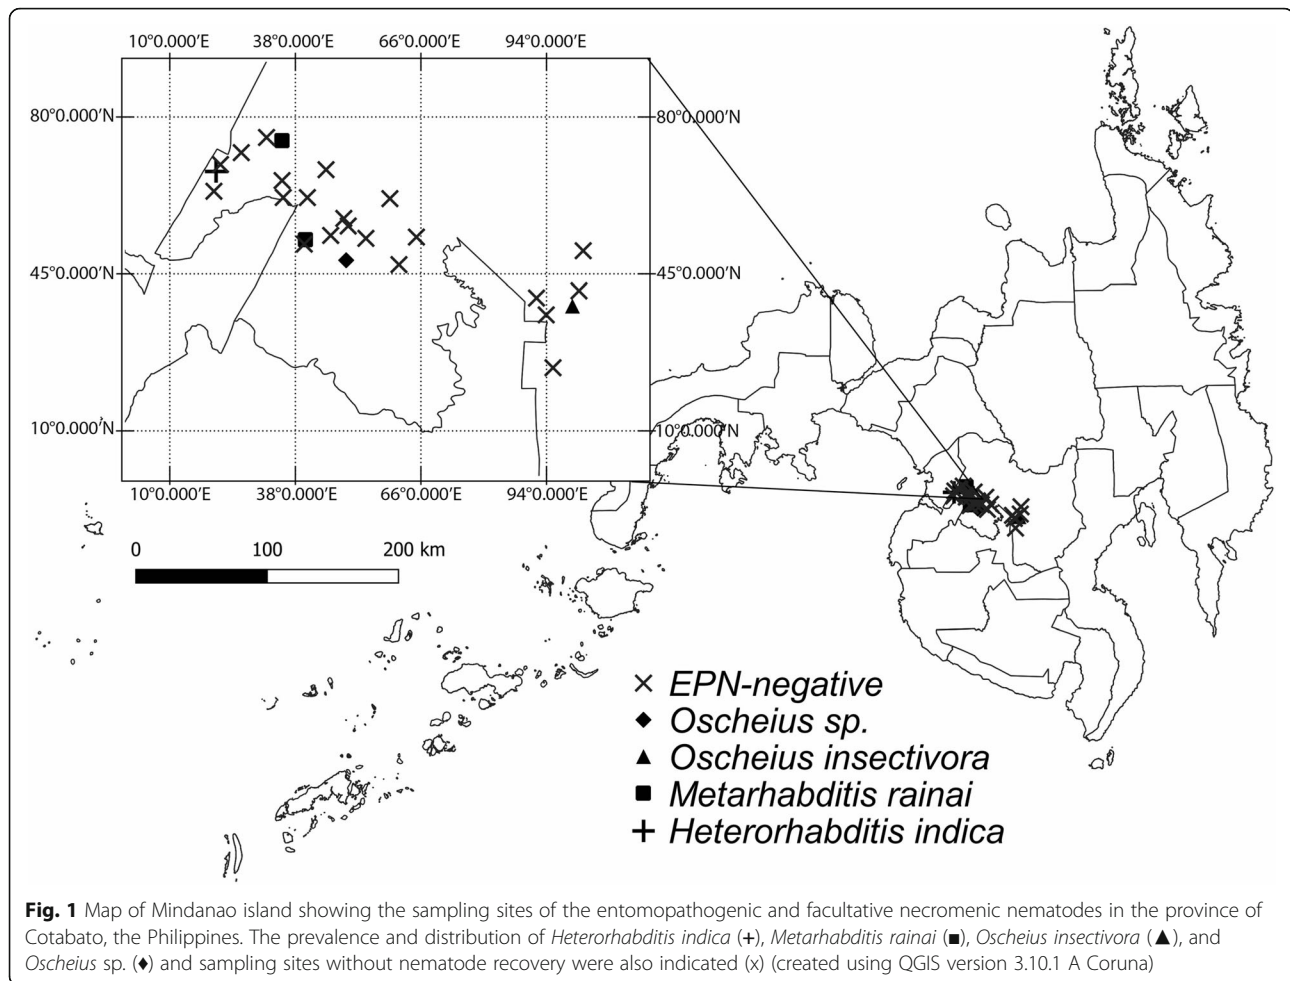 10°0.000′E 38°0.000′E 66°0.000′E 94°0.000′E
80°0.000′N 80°0.000′N
45°0.000′N 45°0.000′N
10°0.000′N 10°0.000′N
10°0.000′E 38°0.000′E 66°0.000′E 94°0.000′E
0 100 200 km
EPN-negative
Oscheius sp.
Oscheius insectivora
Metarhabditis rainai
Heterorhabditis indica
Fig. 1 Map of Mindanao island showing the sampling sites of the entomopathogenic and facultative necromenic nematodes in the province of
Cotabato, the Philippines. The prevalence and distribution of Heterorhabditis indica (+), Metarhabditis rainai (■), Oscheius insectivora (▲), and
Oscheius sp. (♦) and sampling sites without nematode recovery were also indicated (x) (created using QGIS version 3.10.1 A Coruna)